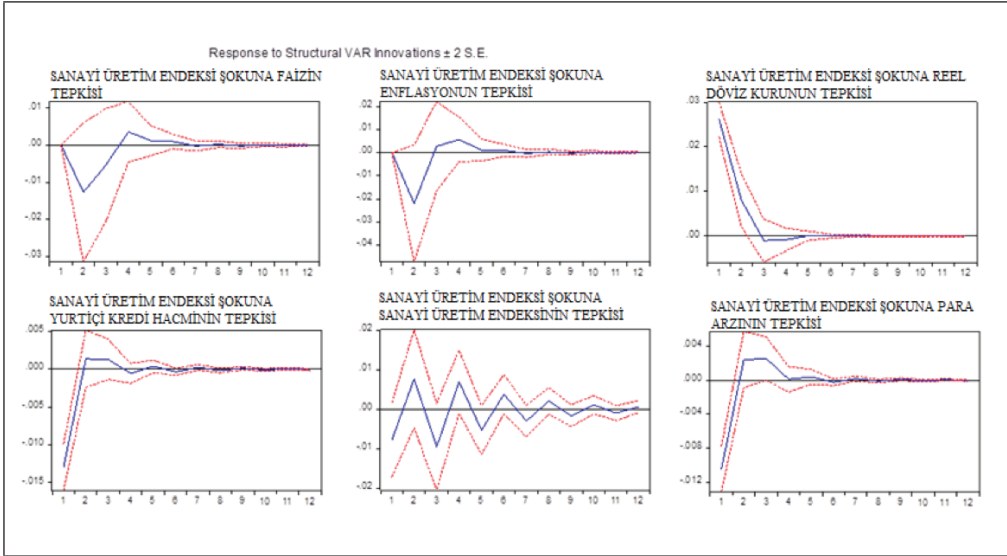 Response to Structural VAR Innovations ± 2 S.E.
SANAYİ ÜRETİM ENDEKSİ ŞOKUNA FAİZİN
TEPKİSİ
.01
.00
-.01
-.02
-.03
1 2 3 4 5 6 7 8 9 10 11 12
SANAYİ ÜRETİM ENDEKSİ ŞOKUNA
ENFLASYONUN TEPKİSİ
.02
.01
.00
-.01
-.02
-.03
-.04
1 2 3 4 5 6 7 8 9 10 11 12
SANAYİ ÜRETİM ENDEKSİ ŞOKUNA REEL
DÖVİZ KURUNUN TEPKİSİ
.03
.02
.01
.00
1 2 3 4 5 6 7 8 9 10 11 12
SANAYİ ÜRETİM ENDEKSİ ŞOKUNA
YURTİÇİ KREDİ HACMİNİN TEPKİSİ
.005
.000
-.005
-.010
-.015
1 2 3 4 5 6 7 8 9 10 11 12
SANAYİ ÜRETİM ENDEKSİ ŞOKUNA
SANAYİ ÜRETİM ENDEKSİNİN TEPKİSİ
.02
.01
.00
-.01
-.02
1 2 3 4 5 6 7 8 9 10 11 12
SANAYİ ÜRETİM ENDEKSİ ŞOKUNA PARA
ARZININ TEPKİSİ
.004
.000
-.004
-.008
-.012
1 2 3 4 5 6 7 8 9 10 11 12